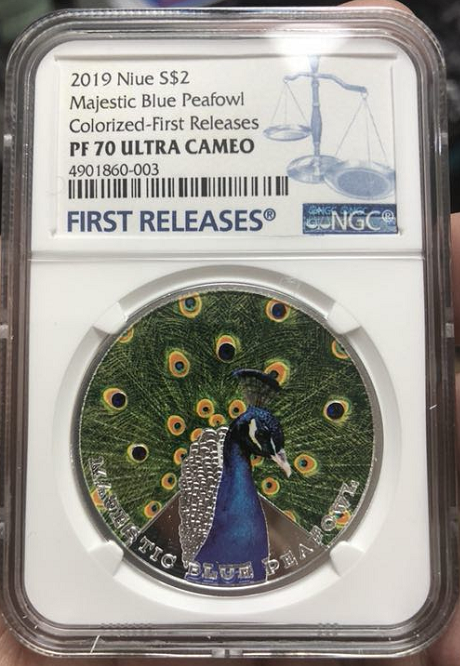 2019 Niue S$2
Majestic Blue Peafowl
Colorized-First Releases
PF 70 ULTRA CAMEO
4901860-003
FIRST RELEASES®
NGC®
MAJESTIC BLUE PEAFOWL